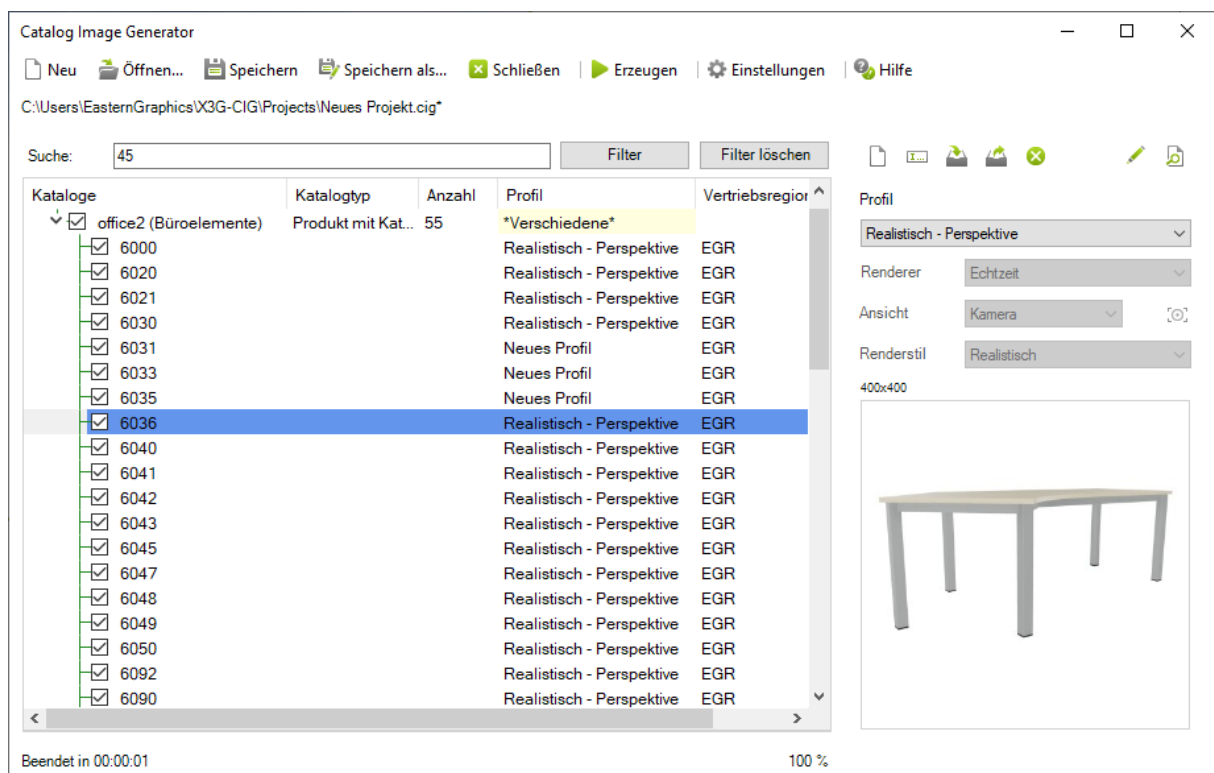 Catalog Image Generator
Neu Öffnen... Speichern Speichern als... Schließen Erzeugen Einstellungen Hilfe
C:\Users\EasternGraphics\X3G-CIG\Projects\Neues Projekt.cig*
Suche: 45 Filter Filter löschen
Kataloge Katalogtyp Anzahl Profil Vertriebsregior
office2 (Büroelemente) Produkt mit Kat... 55 *Verschiedene*
6000 Realistisch - Perspektive EGR
6020 Realistisch - Perspektive EGR
6021 Realistisch - Perspektive EGR
6030 Realistisch - Perspektive EGR
6031 Neues Profil EGR
6033 Neues Profil EGR
6035 Neues Profil EGR
6036 Realistisch - Perspektive EGR
6040 Realistisch - Perspektive EGR
6041 Realistisch - Perspektive EGR
6042 Realistisch - Perspektive EGR
6043 Realistisch - Perspektive EGR
6045 Realistisch - Perspektive EGR
6047 Realistisch - Perspektive EGR
6048 Realistisch - Perspektive EGR
6049 Realistisch - Perspektive EGR
6050 Realistisch - Perspektive EGR
6092 Realistisch - Perspektive EGR
6090 Realistisch - Perspektive EGR
Profil
Realistisch - Perspektive
Renderer Echtzeit
Ansicht Kamera
Renderstil Realistisch
400x400
Beendet in 00:00:01 100 %